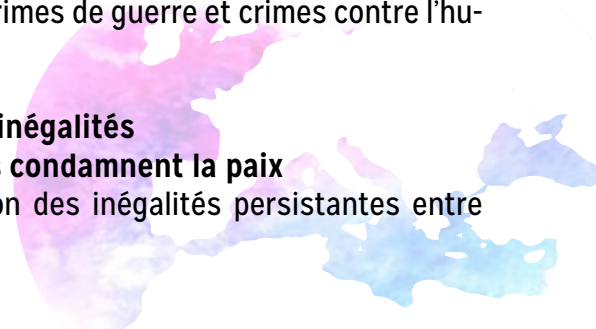 rimes de guerre et crimes contre l'hu-
inégalités
condamnent la paix
on des inégalités persistantes entre